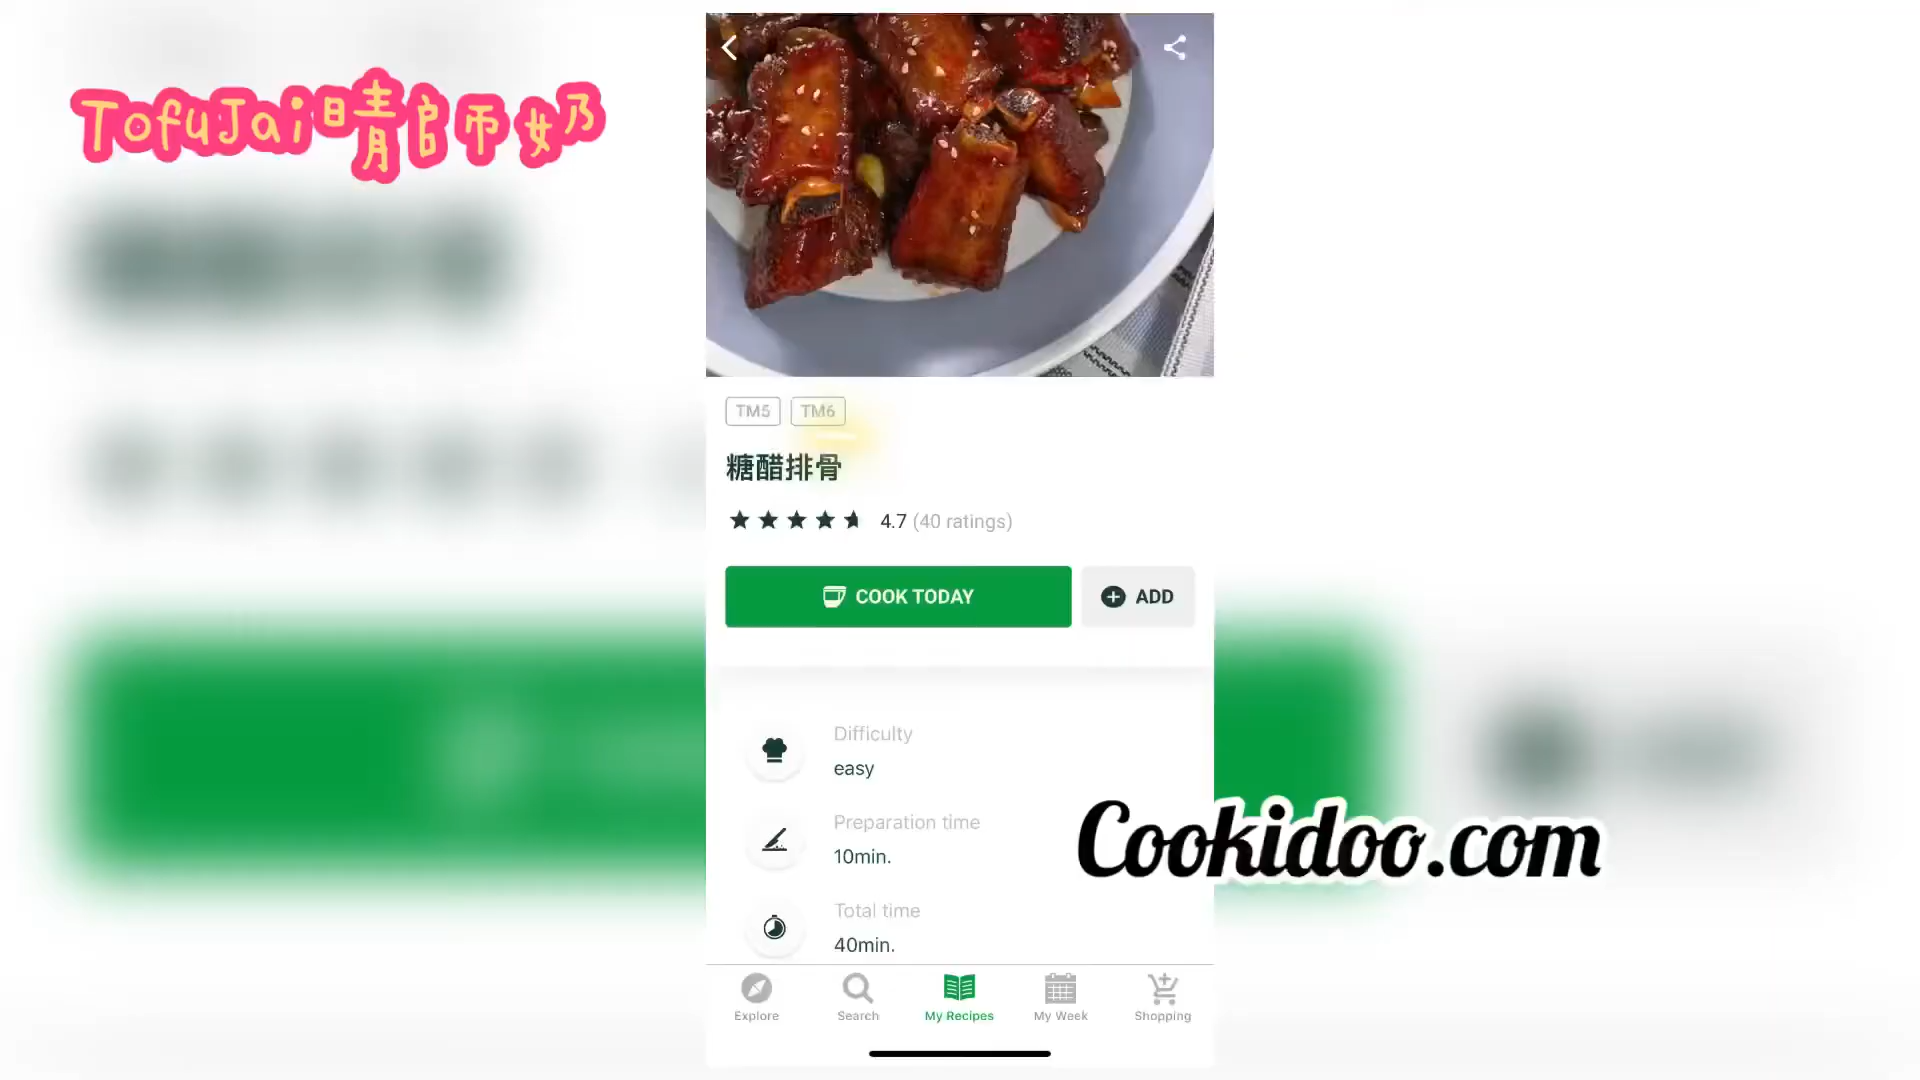 TofuJai晴師奶
TM5 TM6
糖醋排骨
4.7 (40 ratings)
COOK TODAY
ADD
Difficulty
easy
Preparation time
10min.
Cookidoo.com
Total time
40min.
Explore Search My Recipes My Week Shopping